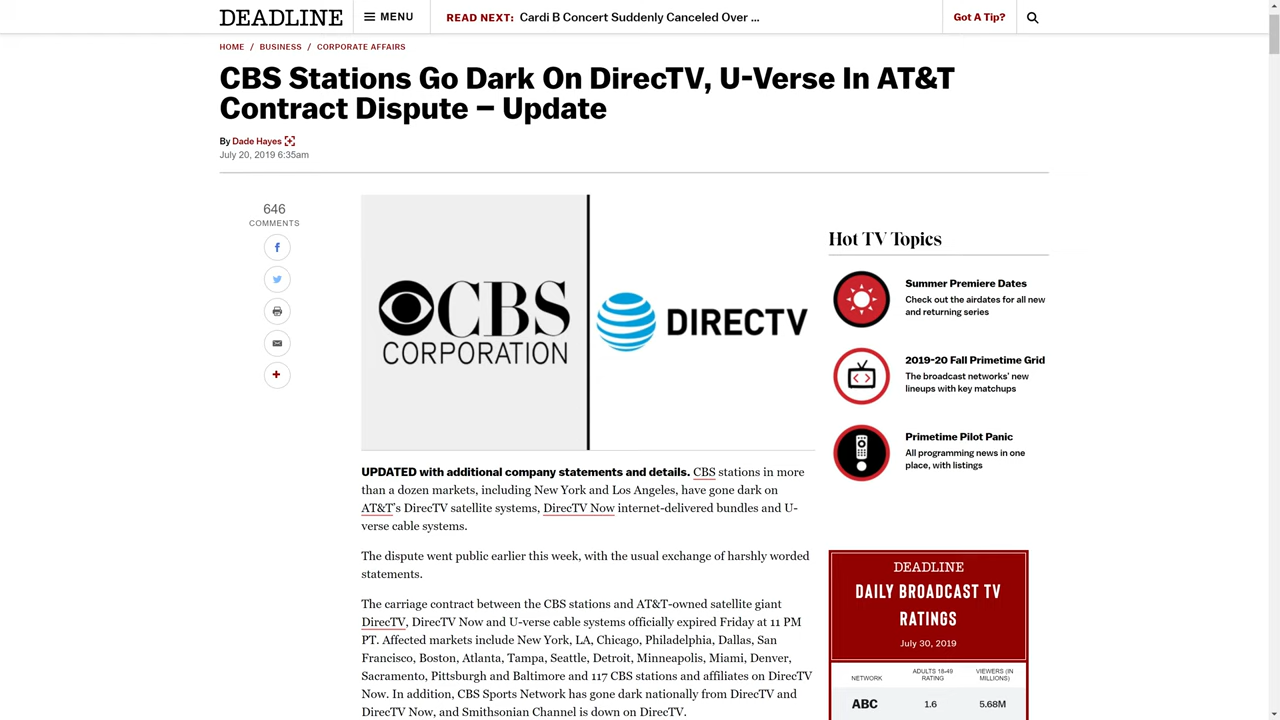 DEADLINE
MENU
READ NEXT: Cardi B Concert Suddenly Canceled Over ...
Got A Tip?
HOME / BUSINESS / CORPORATE AFFAIRS
CBS Stations Go Dark On DirecTV, U-Verse In AT&T
Contract Dispute – Update
By Dade Hayes
July 20, 2019 6:35am
646
COMMENTS
CBS
CORPORATION
DIRECTV
UPDATED with additional company statements and details. CBS stations in more
than a dozen markets, including New York and Los Angeles, have gone dark on
AT&T's DirecTV satellite systems, DirecTV Now internet-delivered bundles and U-
verse cable systems.
The dispute went public earlier this week, with the usual exchange of harshly worded
statements.
The carriage contract between the CBS stations and AT&T-owned satellite giant
DirecTV, DirecTV Now and U-verse cable systems officially expired Friday at 11 PM
PT. Affected markets include New York, LA, Chicago, Philadelphia, Dallas, San
Francisco, Boston, Atlanta, Tampa, Seattle, Detroit, Minneapolis, Miami, Denver,
Sacramento, Pittsburgh and Baltimore and 117 CBS stations and affiliates on DirecTV
Now. In addition, CBS Sports Network has gone dark nationally from DirecTV and
DirecTV Now, and Smithsonian Channel is down on DirecTV.
Hot TV Topics
Summer Premiere Dates
Check out the airdates for all new
and returning series
2019-20 Fall Primetime Grid
The broadcast networks' new
lineups with key matchups
Primetime Pilot Panic
All programming news in one
place, with listings
DEADLINE
DAILY BROADCAST TV
RATINGS
July 30, 2019
NETWORK
ADULTS 18-49
RATING
VIEWERS (IN
MILLIONS)
ABC 1.6 5.68M